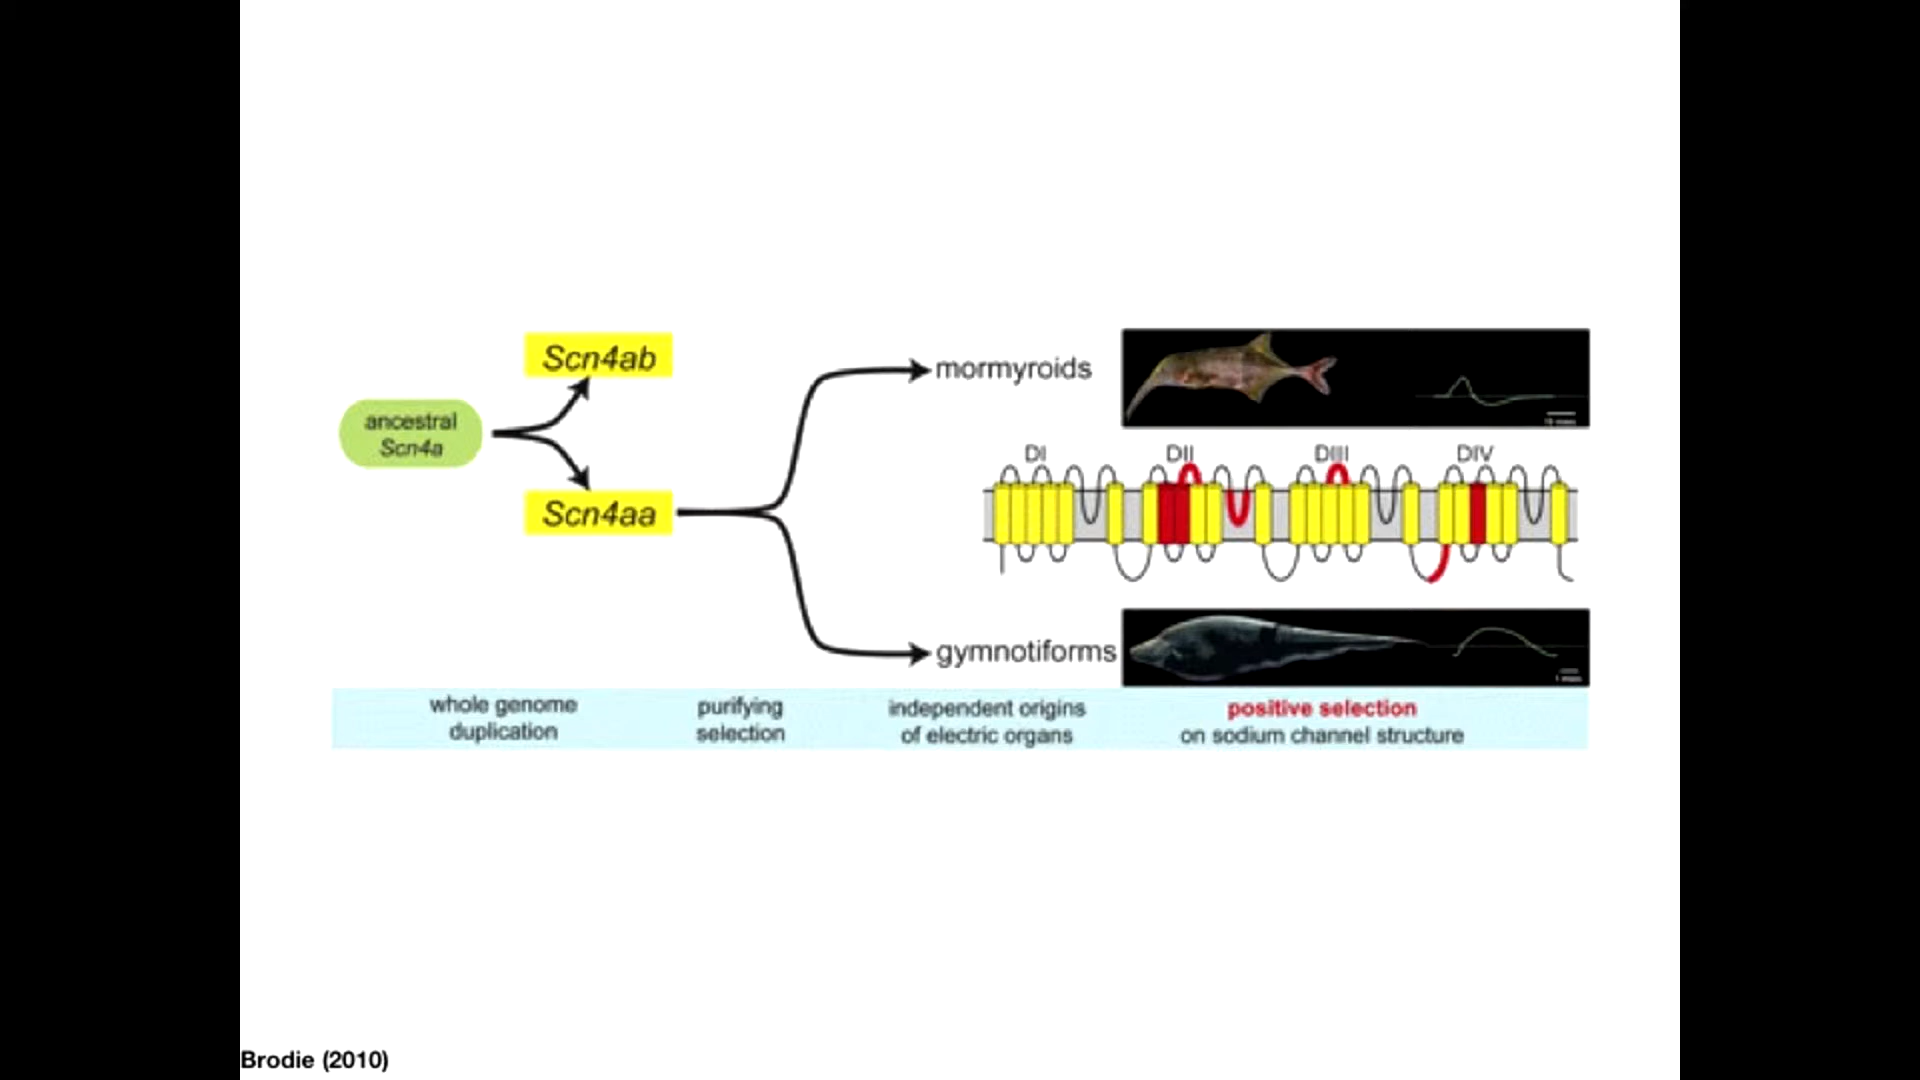 Scn4ab
ancestral
Scn4a
Scn4aa
mormyroids
DI
DII
DIII
DIV
gymnotiforms
whole genome
duplication
purifying
selection
independent origins
of electric organs
positive selection
on sodium channel structure
Brodie (2010)